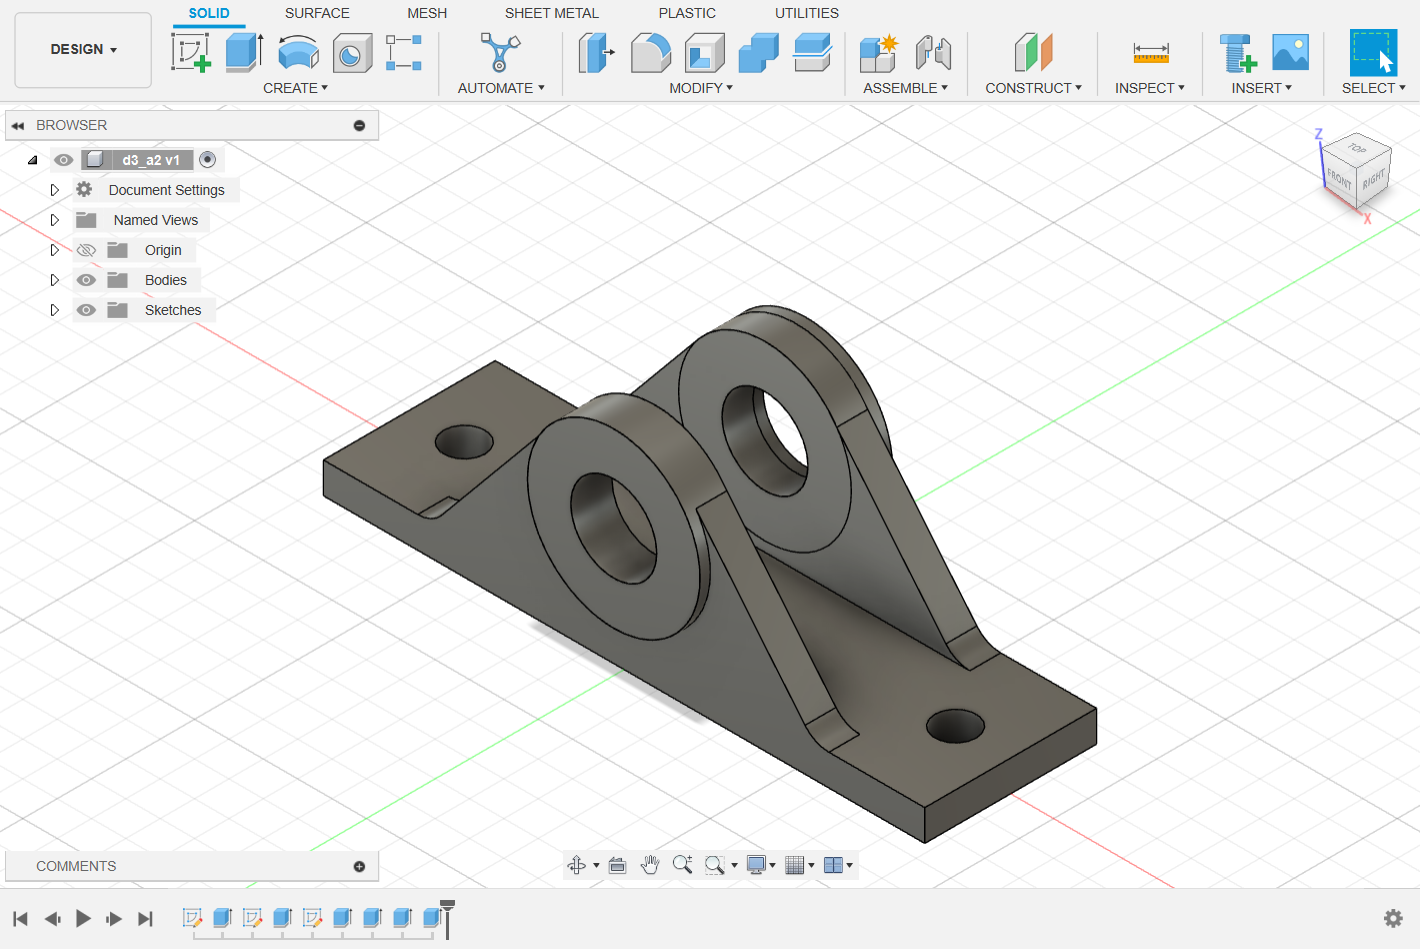 SOLID SURFACE MESH SHEET METAL PLASTIC UTILITIES
DESIGN
CREATE AUTOMATE MODIFY ASSEMBLE CONSTRUCT INSPECT INSERT SELECT
BROWSER
d3_a2 v1
Document Settings
Named Views
Origin
Bodies
Sketches
Z
TOP
FRONT RIGHT
X
COMMENTS